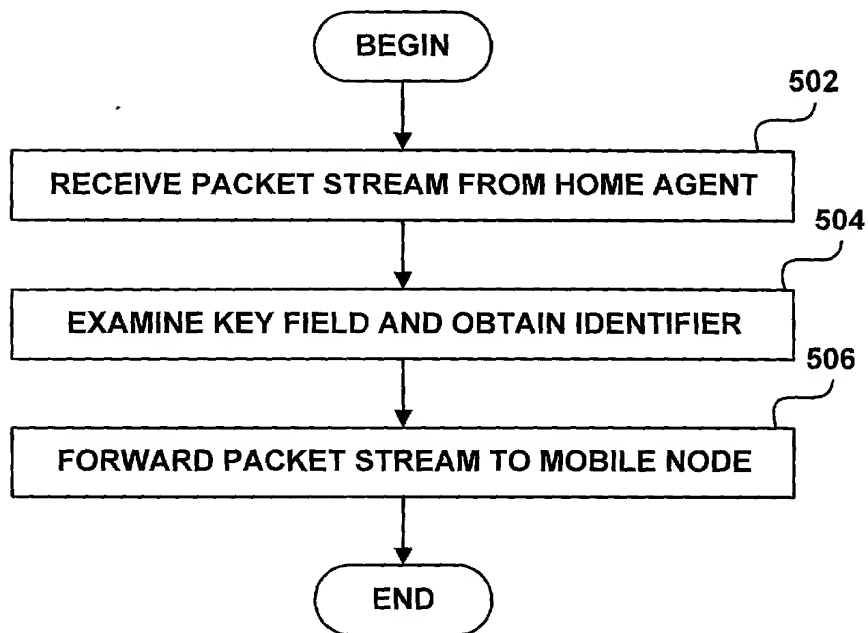 BEGIN
502
RECEIVE PACKET STREAM FROM HOME AGENT
504
EXAMINE KEY FIELD AND OBTAIN IDENTIFIER
506
FORWARD PACKET STREAM TO MOBILE NODE
END